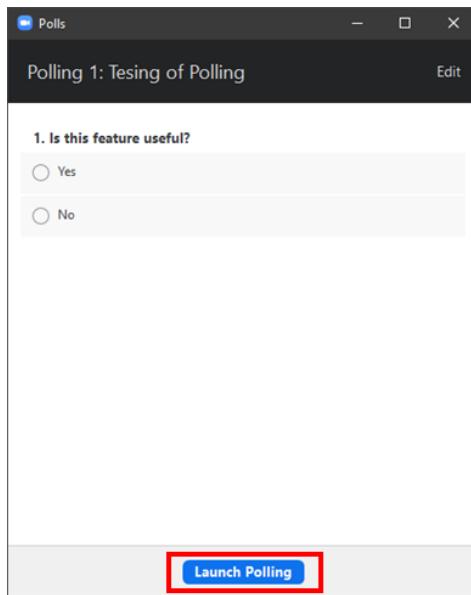 Polls
Polling 1: Tesing of Polling
Edit
1. Is this feature useful?
Yes
No
Launch Polling